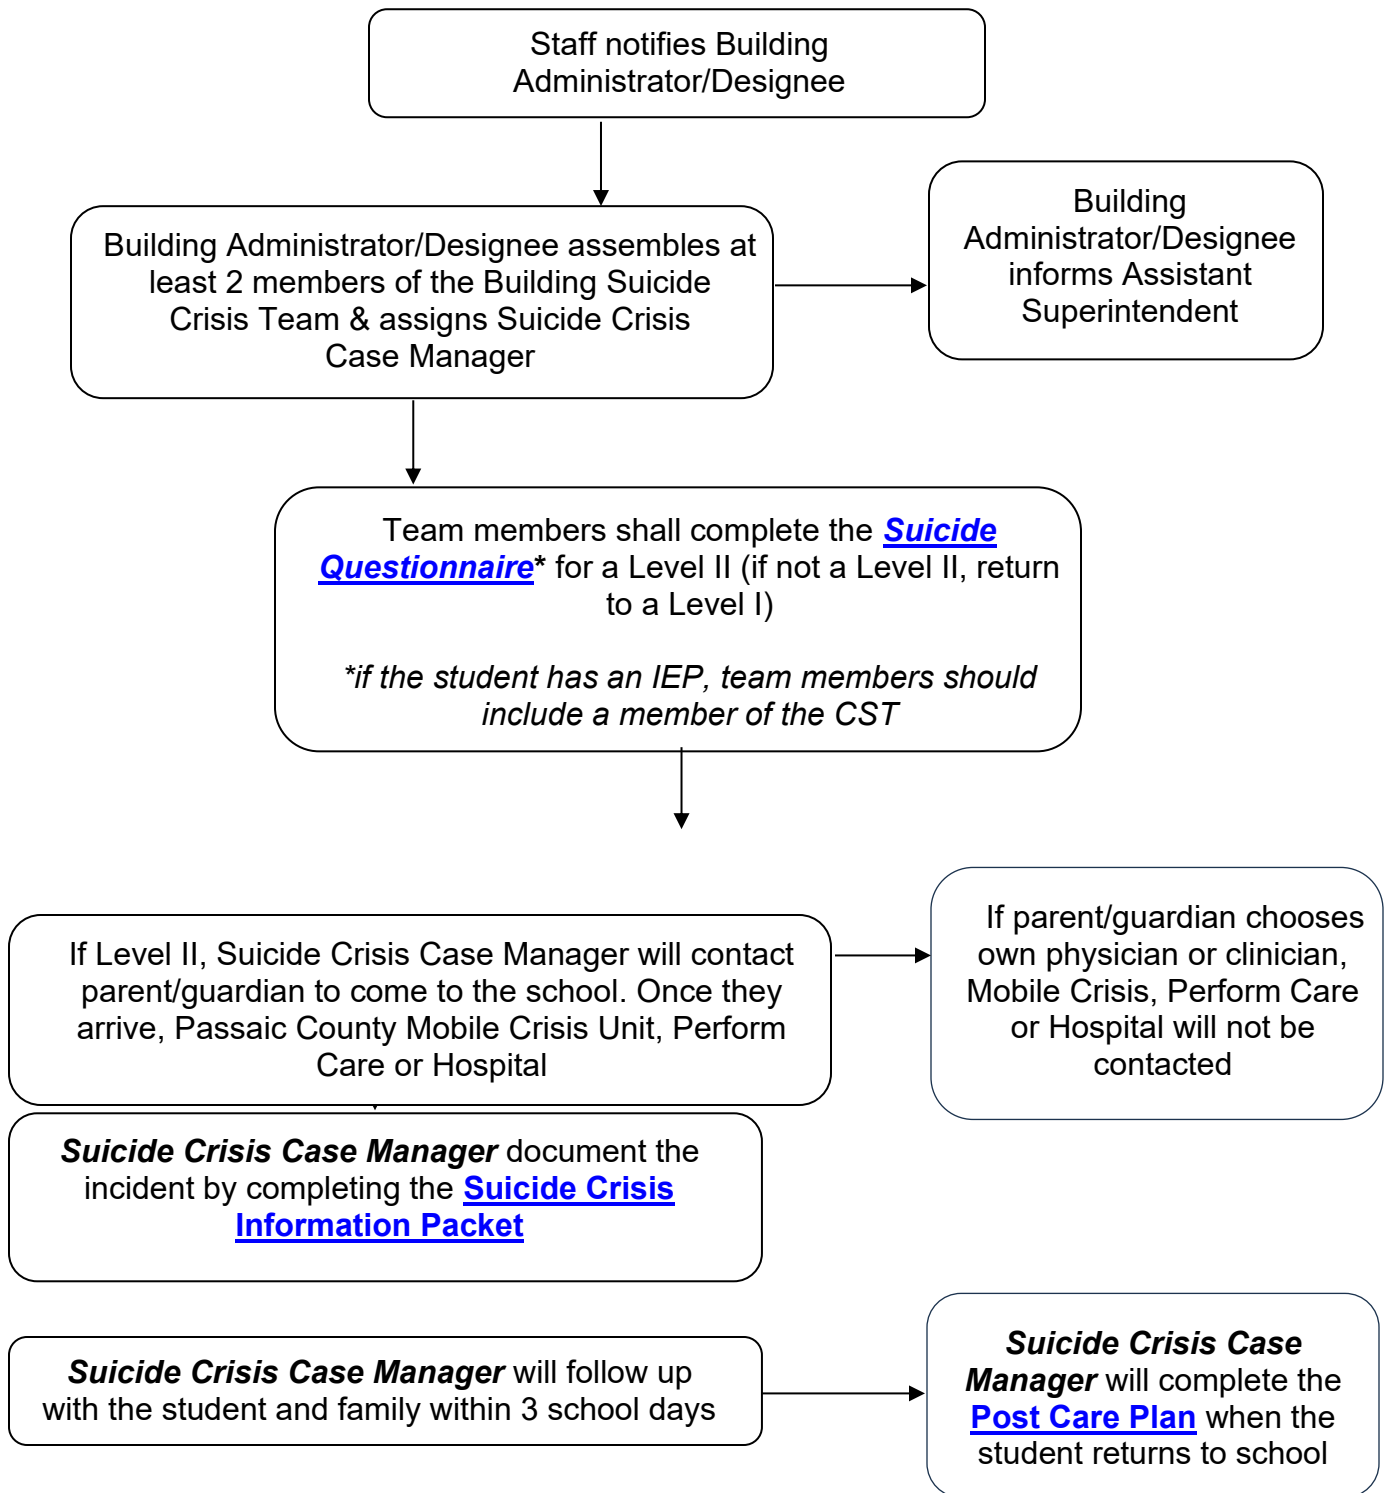 Staff notifies Building
Administrator/Designee
Building Administrator/Designee assembles at
least 2 members of the Building Suicide
Crisis Team & assigns Suicide Crisis
Case Manager
Building
Administrator/Designee
informs Assistant
Superintendent
Team members shall complete the Suicide
Questionnaire* for a Level II (if not a Level II, return
to a Level I)
*if the student has an IEP, team members should
include a member of the CST
If Level II, Suicide Crisis Case Manager will contact
parent/guardian to come to the school. Once they
arrive, Passaic County Mobile Crisis Unit, Perform
Care or Hospital
If parent/guardian chooses
own physician or clinician,
Mobile Crisis, Perform Care
or Hospital will not be
contacted
Suicide Crisis Case Manager document the
incident by completing the Suicide Crisis
Information Packet
Suicide Crisis Case Manager will follow up
with the student and family within 3 school days
Suicide Crisis Case
Manager will complete the
Post Care Plan when the
student returns to school